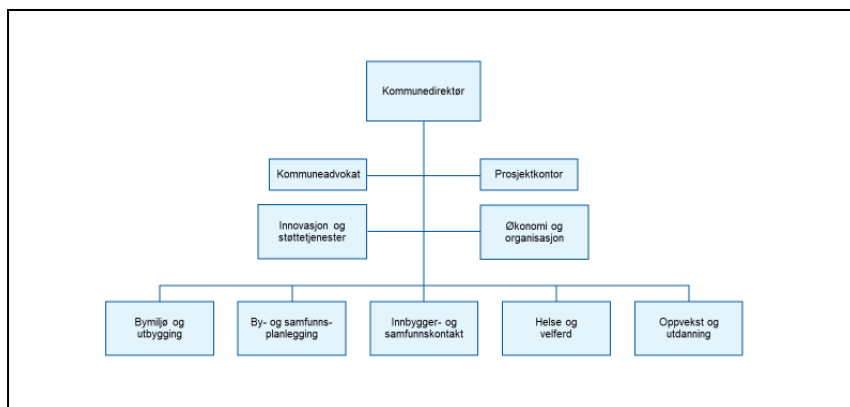 Kommunedirektør
Kommuneadvokat
Prosjektkontor
Innovasjon og
støttetjenester
Økonomi og
organisasjon
Bymiljø og
utbygging
By- og samfunns-
planlegging
Innbygger- og
samfunnskontakt
Helse og
velferd
Oppvekst og
utdanning